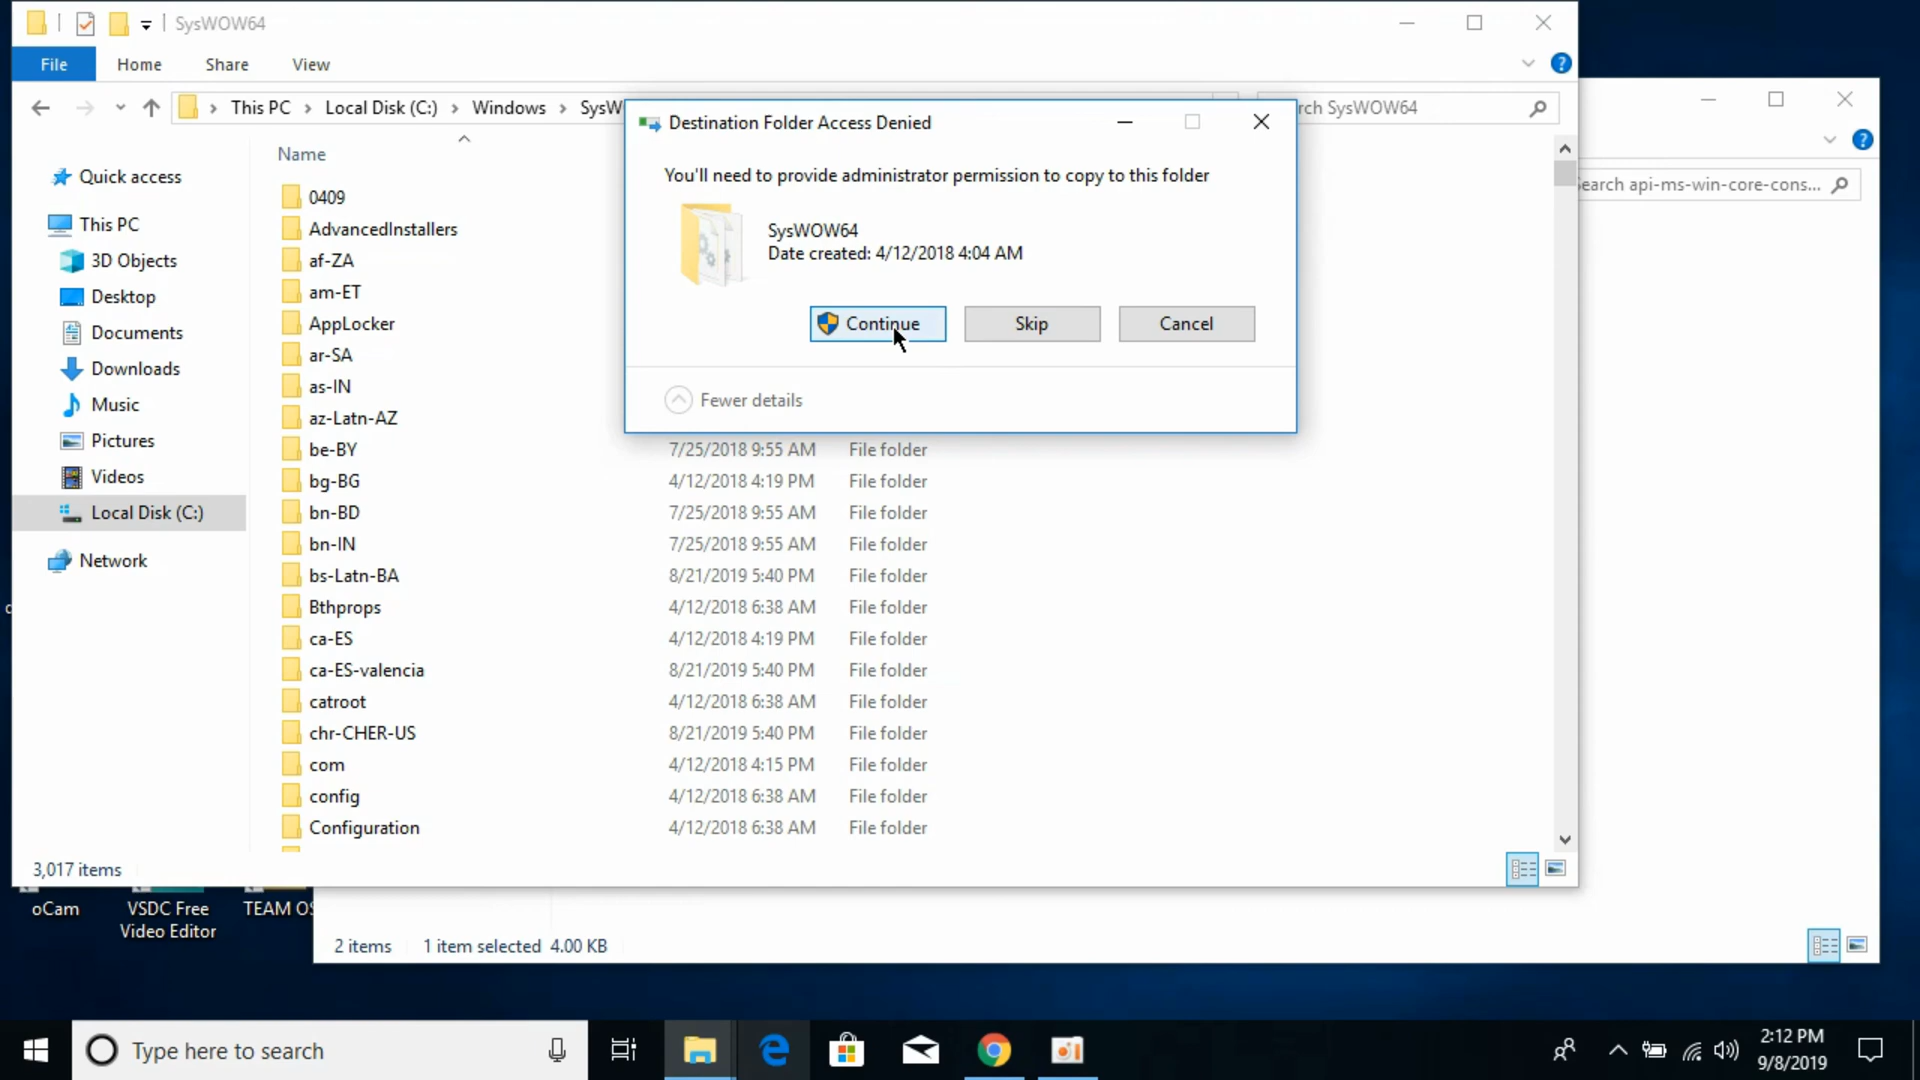 SysWOW64
File Home Share View
This PC > Local Disk (C:) > Windows > SysW
rch SysWOW64
Search api-ms-win-core-cons...
Destination Folder Access Denied
You'll need to provide administrator permission to copy to this folder
SysWOW64
Date created: 4/12/2018 4:04 AM
Continue Skip Cancel
Fewer details
Quick access
This PC
3D Objects
Desktop
Documents
Downloads
Music
Pictures
Videos
Local Disk (C:)
Network
Name
0409
AdvancedInstallers
af-ZA
am-ET
AppLocker
ar-SA
as-IN
az-Latn-AZ
be-BY 7/25/2018 9:55 AM File folder
bg-BG 4/12/2018 4:19 PM File folder
bn-BD 7/25/2018 9:55 AM File folder
bn-IN 7/25/2018 9:55 AM File folder
bs-Latn-BA 8/21/2019 5:40 PM File folder
Bthprops 4/12/2018 6:38 AM File folder
ca-ES 4/12/2018 4:19 PM File folder
ca-ES-valencia 8/21/2019 5:40 PM File folder
catroot 4/12/2018 6:38 AM File folder
chr-CHER-US 8/21/2019 5:40 PM File folder
com 4/12/2018 4:15 PM File folder
config 4/12/2018 6:38 AM File folder
Configuration 4/12/2018 6:38 AM File folder
3,017 items
oCam
VSDC Free
Video Editor
TEAM OS
2 items 1 item selected 4.00 KB
Type here to search
2:12 PM
9/8/2019